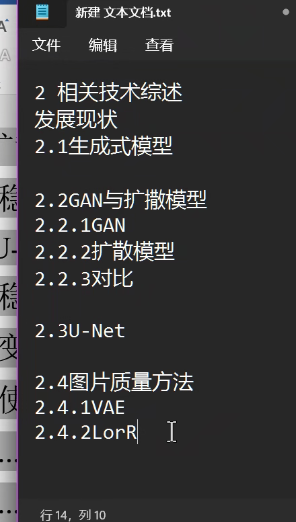 新建 文本文档.txt
文件 编辑 查看
2 相关技术综述
发展现状
2.1生成式模型
2.2GAN与扩撒模型
2.2.1GAN
2.2.2扩散模型
2.2.3对比
2.3U-Net
2.4图片质量方法
2.4.1VAE
2.4.2LorR
行 14, 列 10
稳
U-
稳
变
使
...
...